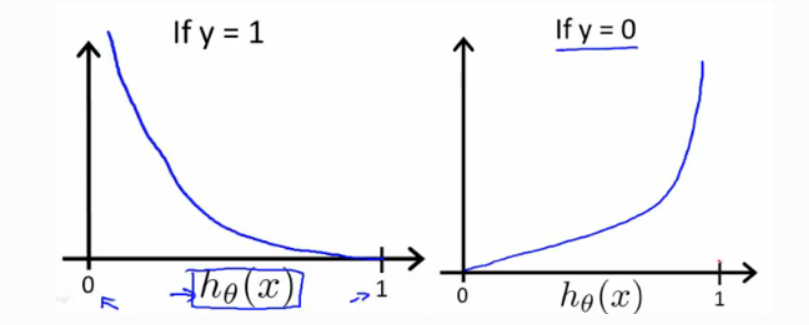 If y = 1
0
hθ(x)
1
If y = 0
0
hθ(x)
1